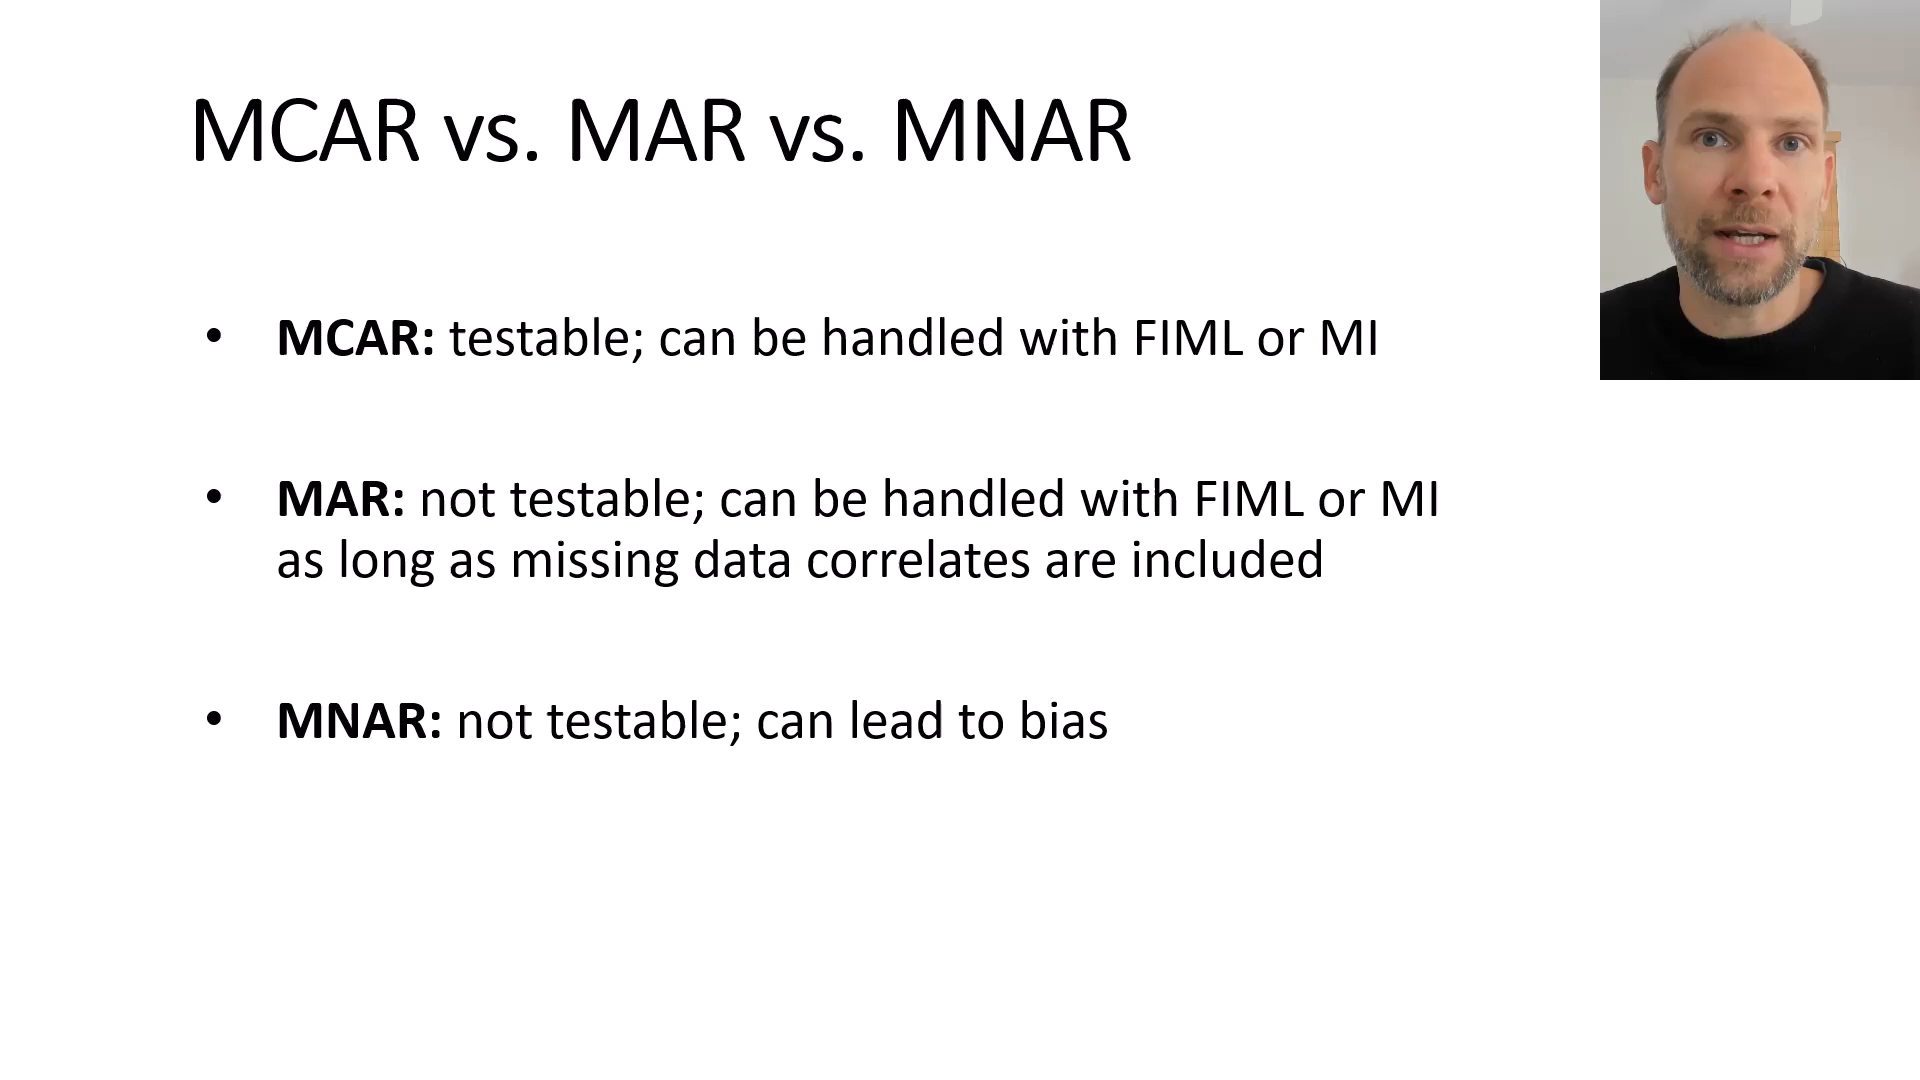 MCAR vs. MAR vs. MNAR
• MCAR: testable; can be handled with FIML or MI
• MAR: not testable; can be handled with FIML or MI
as long as missing data correlates are included
• MNAR: not testable; can lead to bias